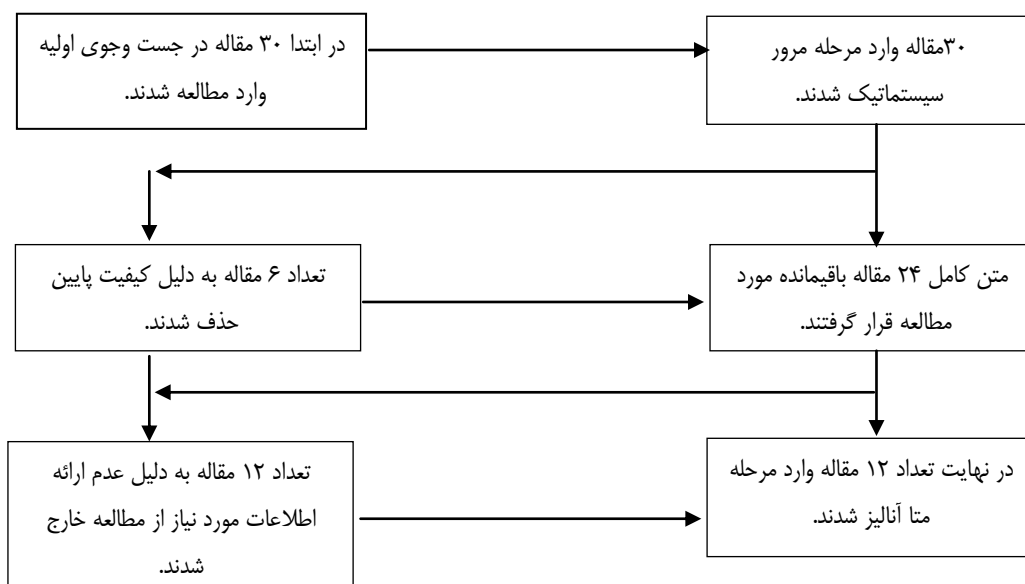 در ابتدا ۳۰ مقاله در جست وجوی اولیه
وارد مطالعه شدند.
۳۰مقاله وارد مرحله مرور
سیستماتیک شدند.
تعداد ۶ مقاله به دلیل کیفیت پایین
حذف شدند.
متن کامل ۲۴ مقاله باقیمانده مورد
مطالعه قرار گرفتند.
تعداد ۱۲ مقاله به دلیل عدم ارائه
اطلاعات مورد نیاز از مطالعه خارج
شدند.
در نهایت تعداد ۱۲ مقاله وارد مرحله
متا آنالیز شدند.